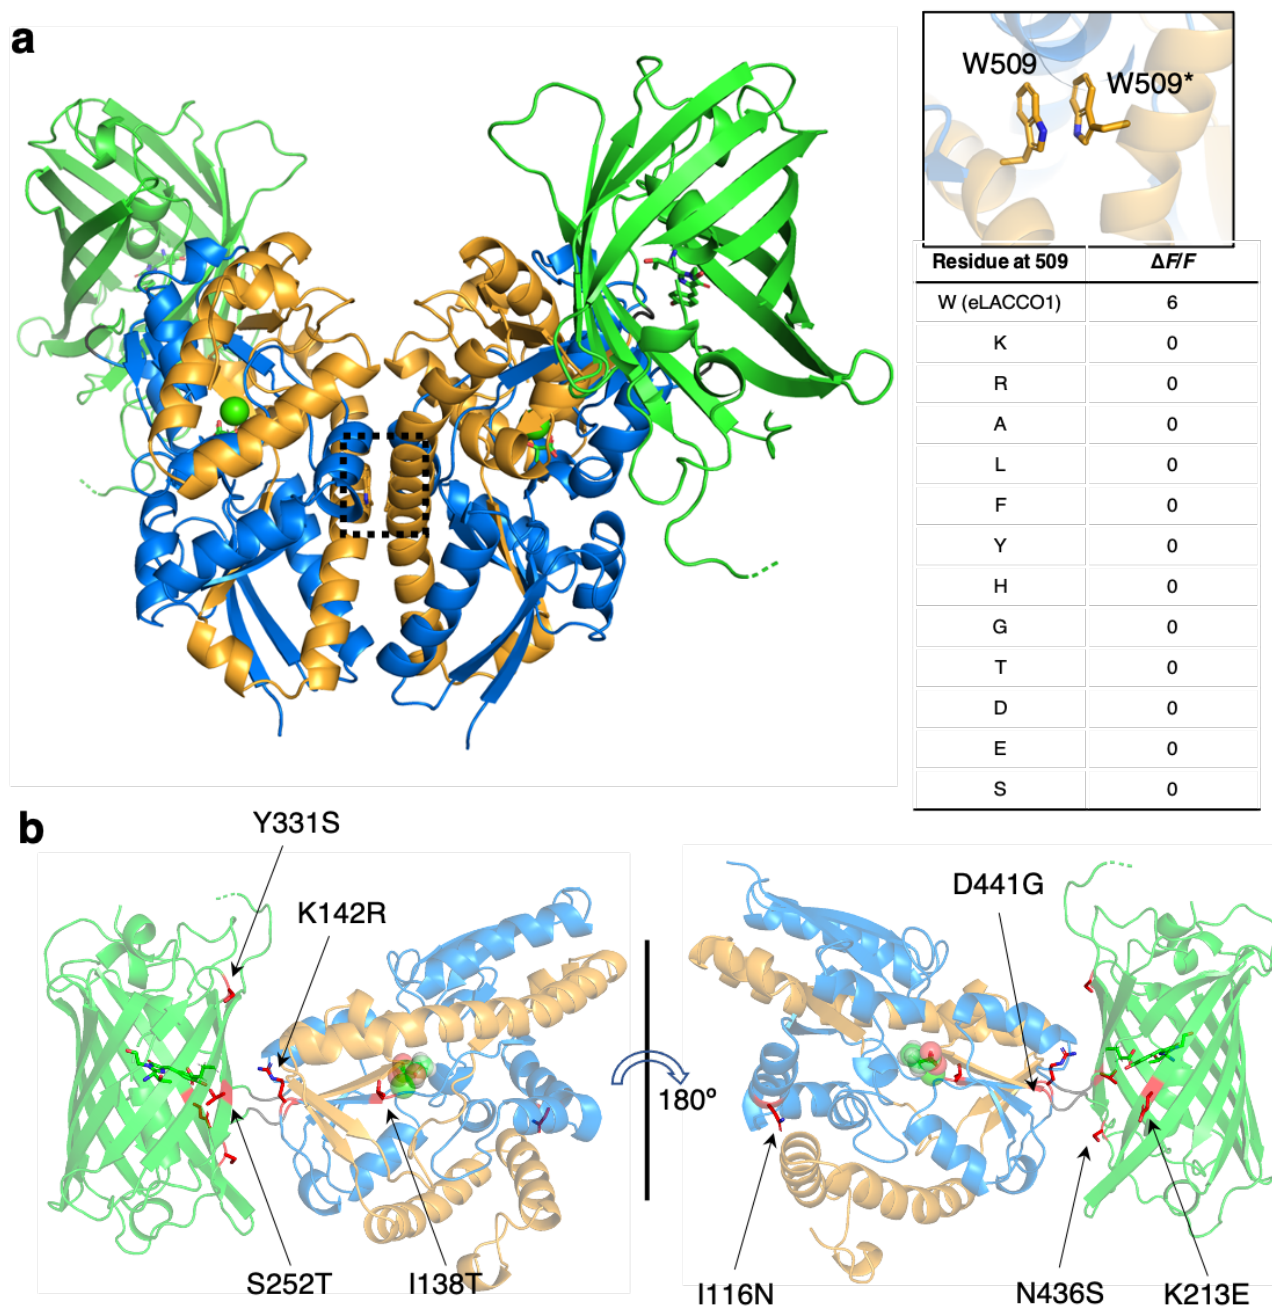 a
W509
W509*
Residue at 509 ΔF/F
W (eLACCO1) 6
K 0
R 0
A 0
L 0
F 0
Y 0
H 0
G 0
T 0
D 0
E 0
S 0
b
Y331S
K142R
D441G
180º
S252T
I138T
I116N
N436S
K213E